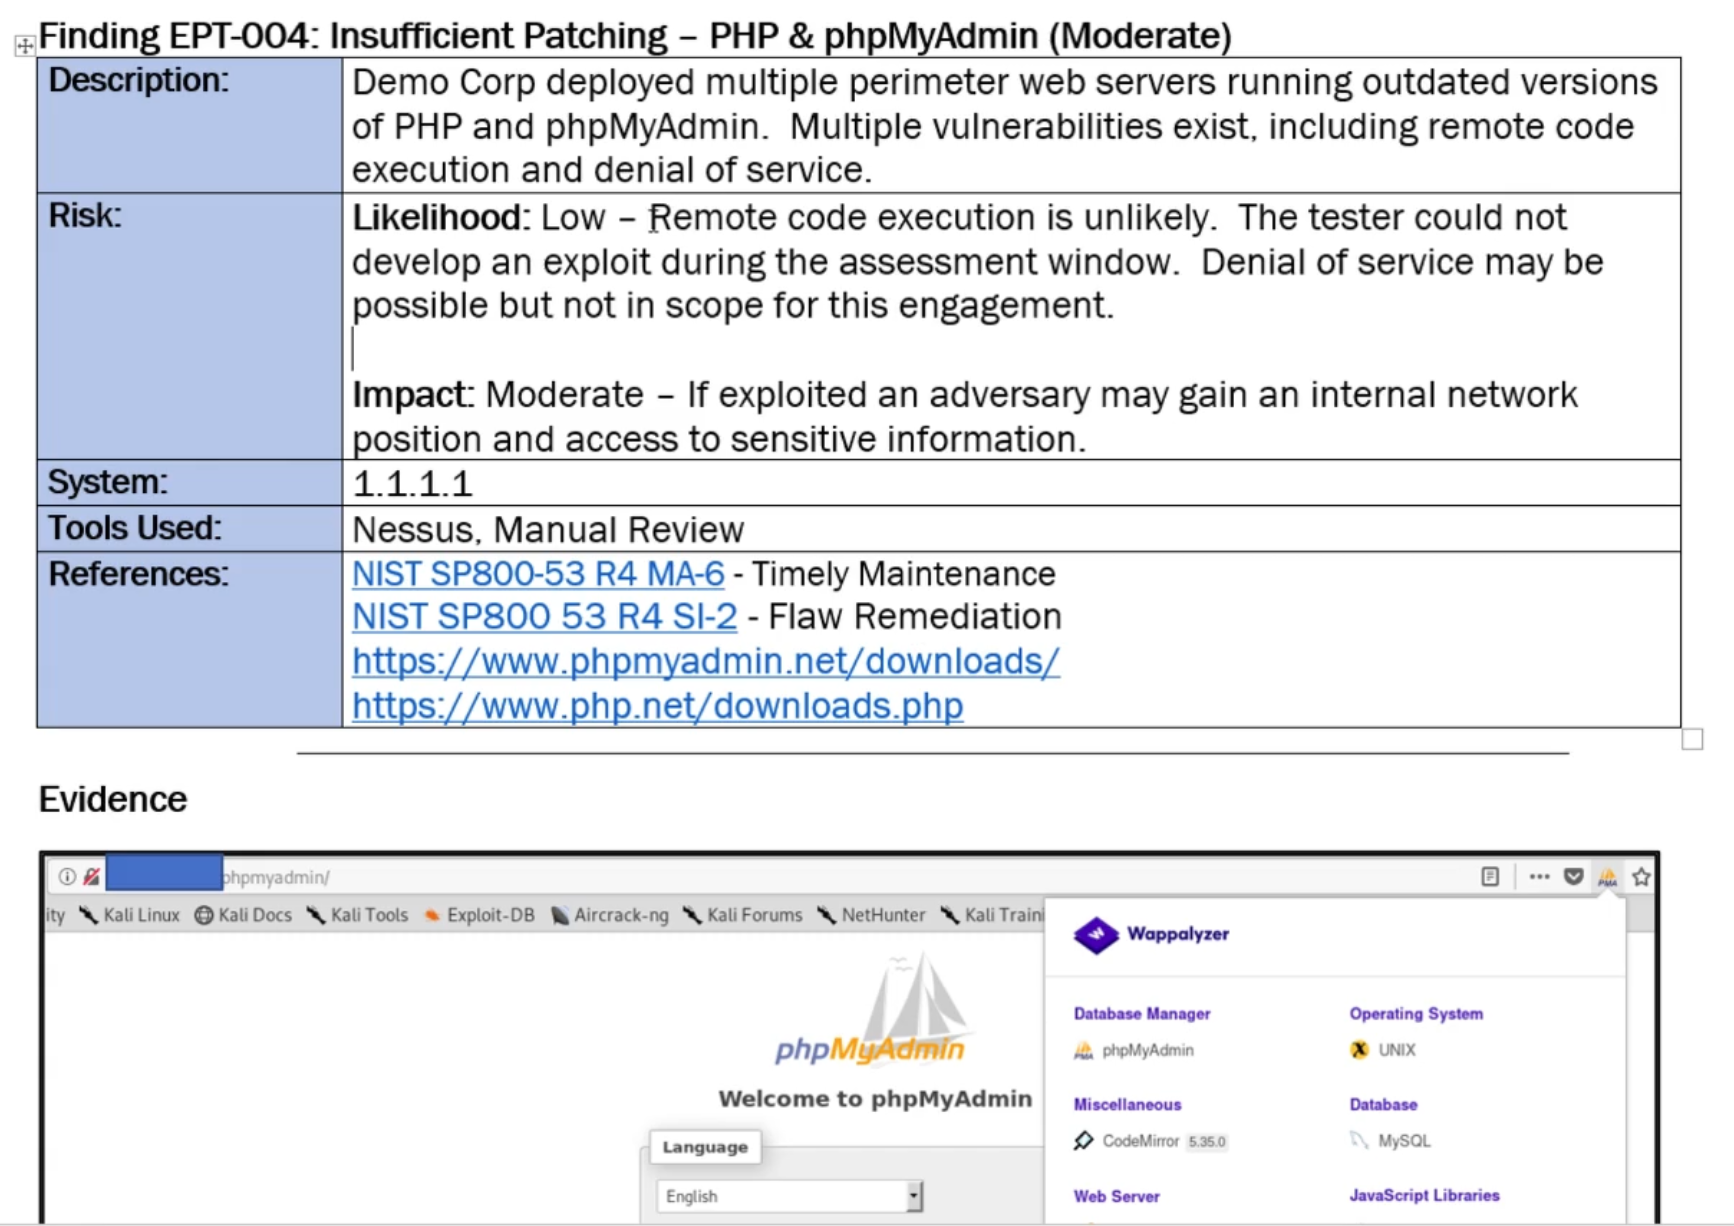 Finding EPT-004: Insufficient Patching – PHP & phpMyAdmin (Moderate)
Description:
Demo Corp deployed multiple perimeter web servers running outdated versions
of PHP and phpMyAdmin.  Multiple vulnerabilities exist, including remote code
execution and denial of service.
Risk:
Likelihood: Low – Remote code execution is unlikely.  The tester could not
develop an exploit during the assessment window.  Denial of service may be
possible but not in scope for this engagement.
Impact: Moderate – If exploited an adversary may gain an internal network
position and access to sensitive information.
System:
1.1.1.1
Tools Used:
Nessus, Manual Review
References:
NIST SP800-53 R4 MA-6 - Timely Maintenance
NIST SP800 53 R4 SI-2 - Flaw Remediation
https://www.phpmyadmin.net/downloads/
https://www.php.net/downloads.php
Evidence
phpmyadmin/
ity Kali Linux Kali Docs Kali Tools Exploit-DB Aircrack-ng Kali Forums NetHunter Kali Traini
phpMyAdmin
Welcome to phpMyAdmin
Language
English
Wappalyzer
Database Manager
phpMyAdmin
Operating System
UNIX
Miscellaneous
CodeMirror 5.35.0
Database
MySQL
Web Server
JavaScript Libraries